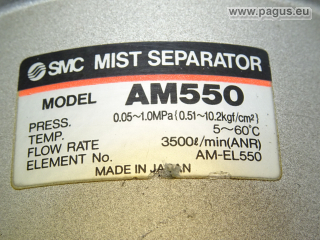 www.pagus.eu
SMC MIST SEPARATOR
MODEL AM550
PRESS. 0.05~1.0MPa{0.51~10.2kgf/cm²}
TEMP. 5~60℃
FLOW RATE 3500ℓ/min(ANR)
ELEMENT No. AM-EL550
MADE IN JAPAN